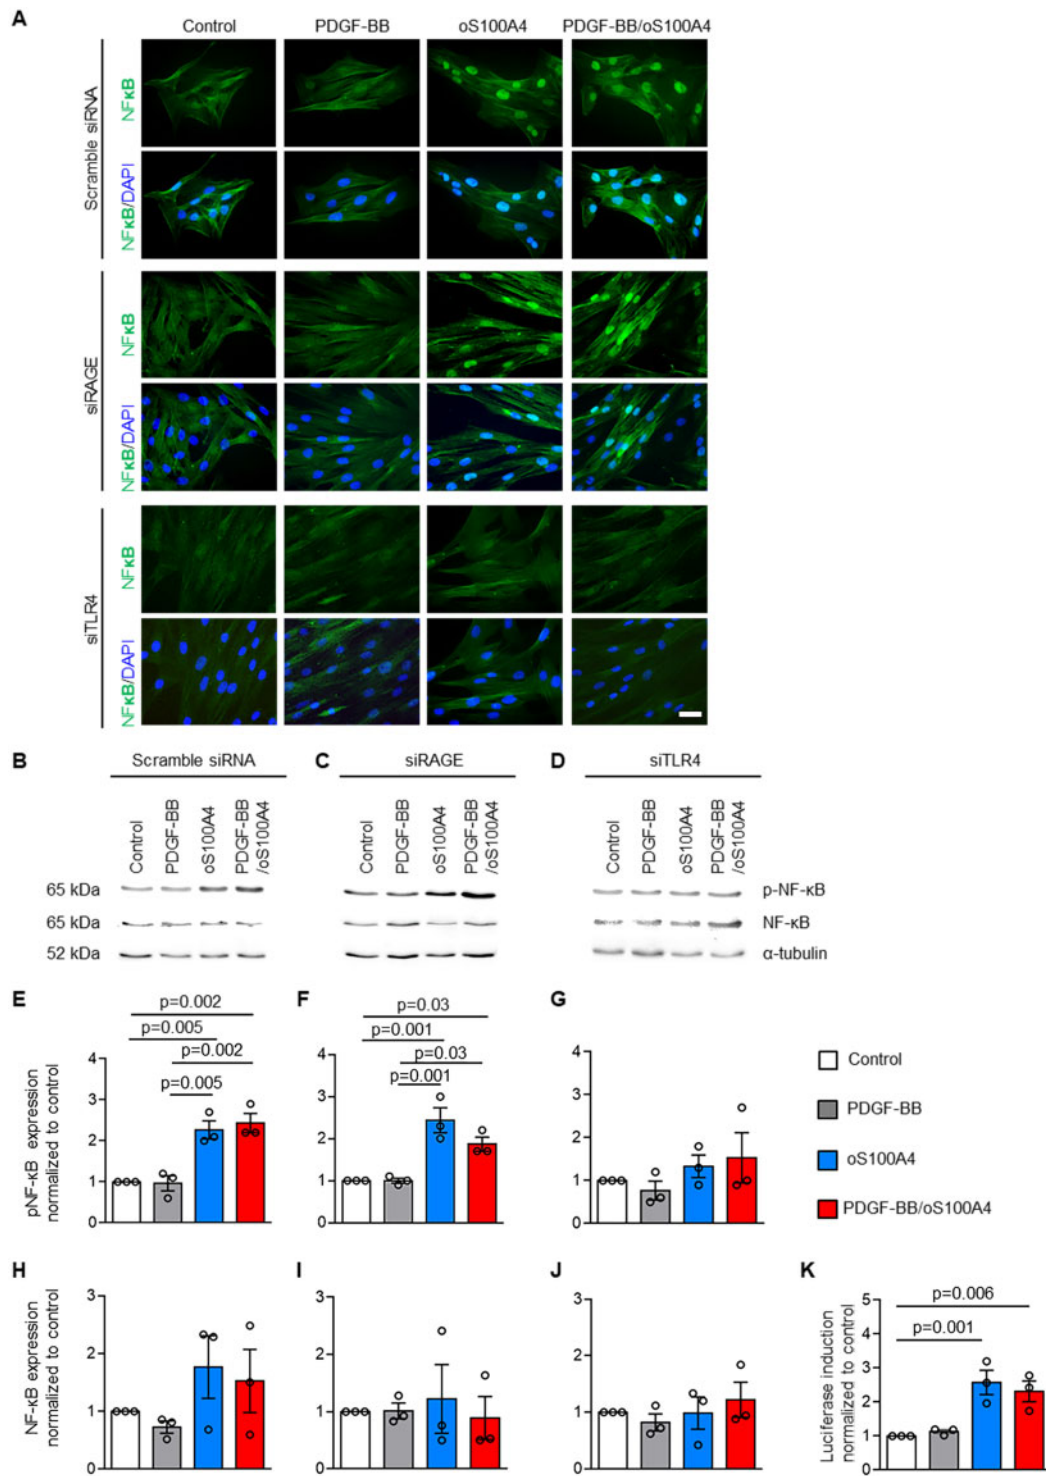 A
Control PDGF-BB oS100A4 PDGF-BB/oS100A4
Scramble siRNA
NFκB
NFκB/DAPI
siRAGE
NFκB
NFκB/DAPI
siTLR4
NFκB
NFκB/DAPI
B Scramble siRNA C siRAGE D siTLR4
Control PDGF-BB oS100A4 PDGF-BB /oS100A4 Control PDGF-BB oS100A4 PDGF-BB /oS100A4 Control PDGF-BB oS100A4 PDGF-BB /oS100A4
65 kDa p-NF-κB
65 kDa NF-κB
52 kDa α-tubulin
E F G
p=0.002
p=0.005
p=0.002
p=0.005
p=0.03
p=0.001
p=0.03
p=0.001
pNF-κB expression
normalized to control
4
3
2
1
0
4
3
2
1
0
4
3
2
1
0
Control
PDGF-BB
oS100A4
PDGF-BB/oS100A4
H I J K
NF-κB expression
normalized to control
3
2
1
0
3
2
1
0
3
2
1
0
Luciferase induction
normalized to control
5
4
3
2
1
0
p=0.006
p=0.001